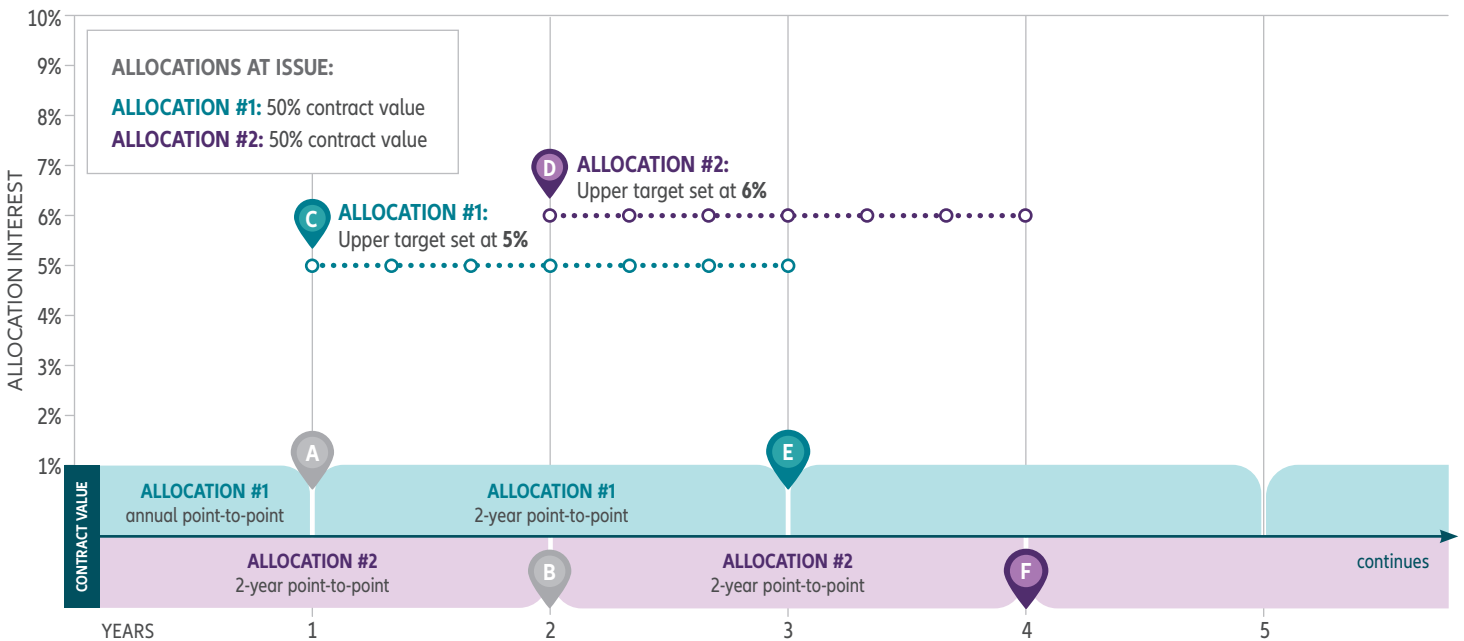 10%
9%
8%
7%
6%
5%
4%
3%
2%
1%
ALLOCATION INTEREST
ALLOCATIONS AT ISSUE:
ALLOCATION #1: 50% contract value
ALLOCATION #2: 50% contract value
D
ALLOCATION #2:
Upper target set at 6%
C
ALLOCATION #1:
Upper target set at 5%
A
E
CONTRACT VALUE
ALLOCATION #1
annual point-to-point
ALLOCATION #1
2-year point-to-point
ALLOCATION #2
2-year point-to-point
B
ALLOCATION #2
2-year point-to-point
F
continues
YEARS
1
2
3
4
5